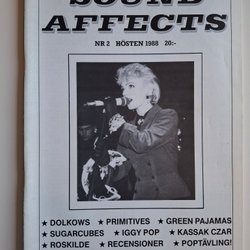 SOUND
AFFECTS
NR 2 HÖSTEN 1988 20:-
★ DOLKOWS ★ PRIMITIVES ★ GREEN PAJAMAS
★ SUGARCUBES ★ IGGY POP ★ KASSAK CZAR
★ ROSKILDE ★ RECENSIONER ★ POPTÄVLING!